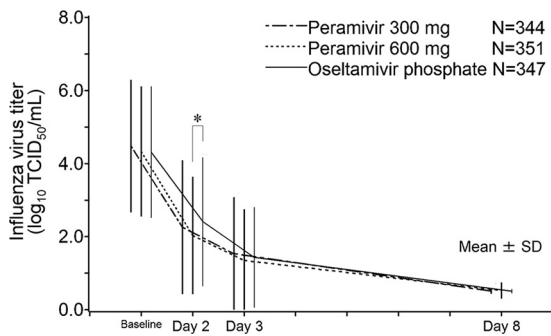 Peramivir 300 mg N=344
Peramivir 600 mg N=351
Oseltamivir phosphate N=347
Influenza virus titer
(log10 TCID50/mL)
8.0
6.0
4.0
2.0
0.0
*
Mean ± SD
Baseline Day 2 Day 3 Day 8